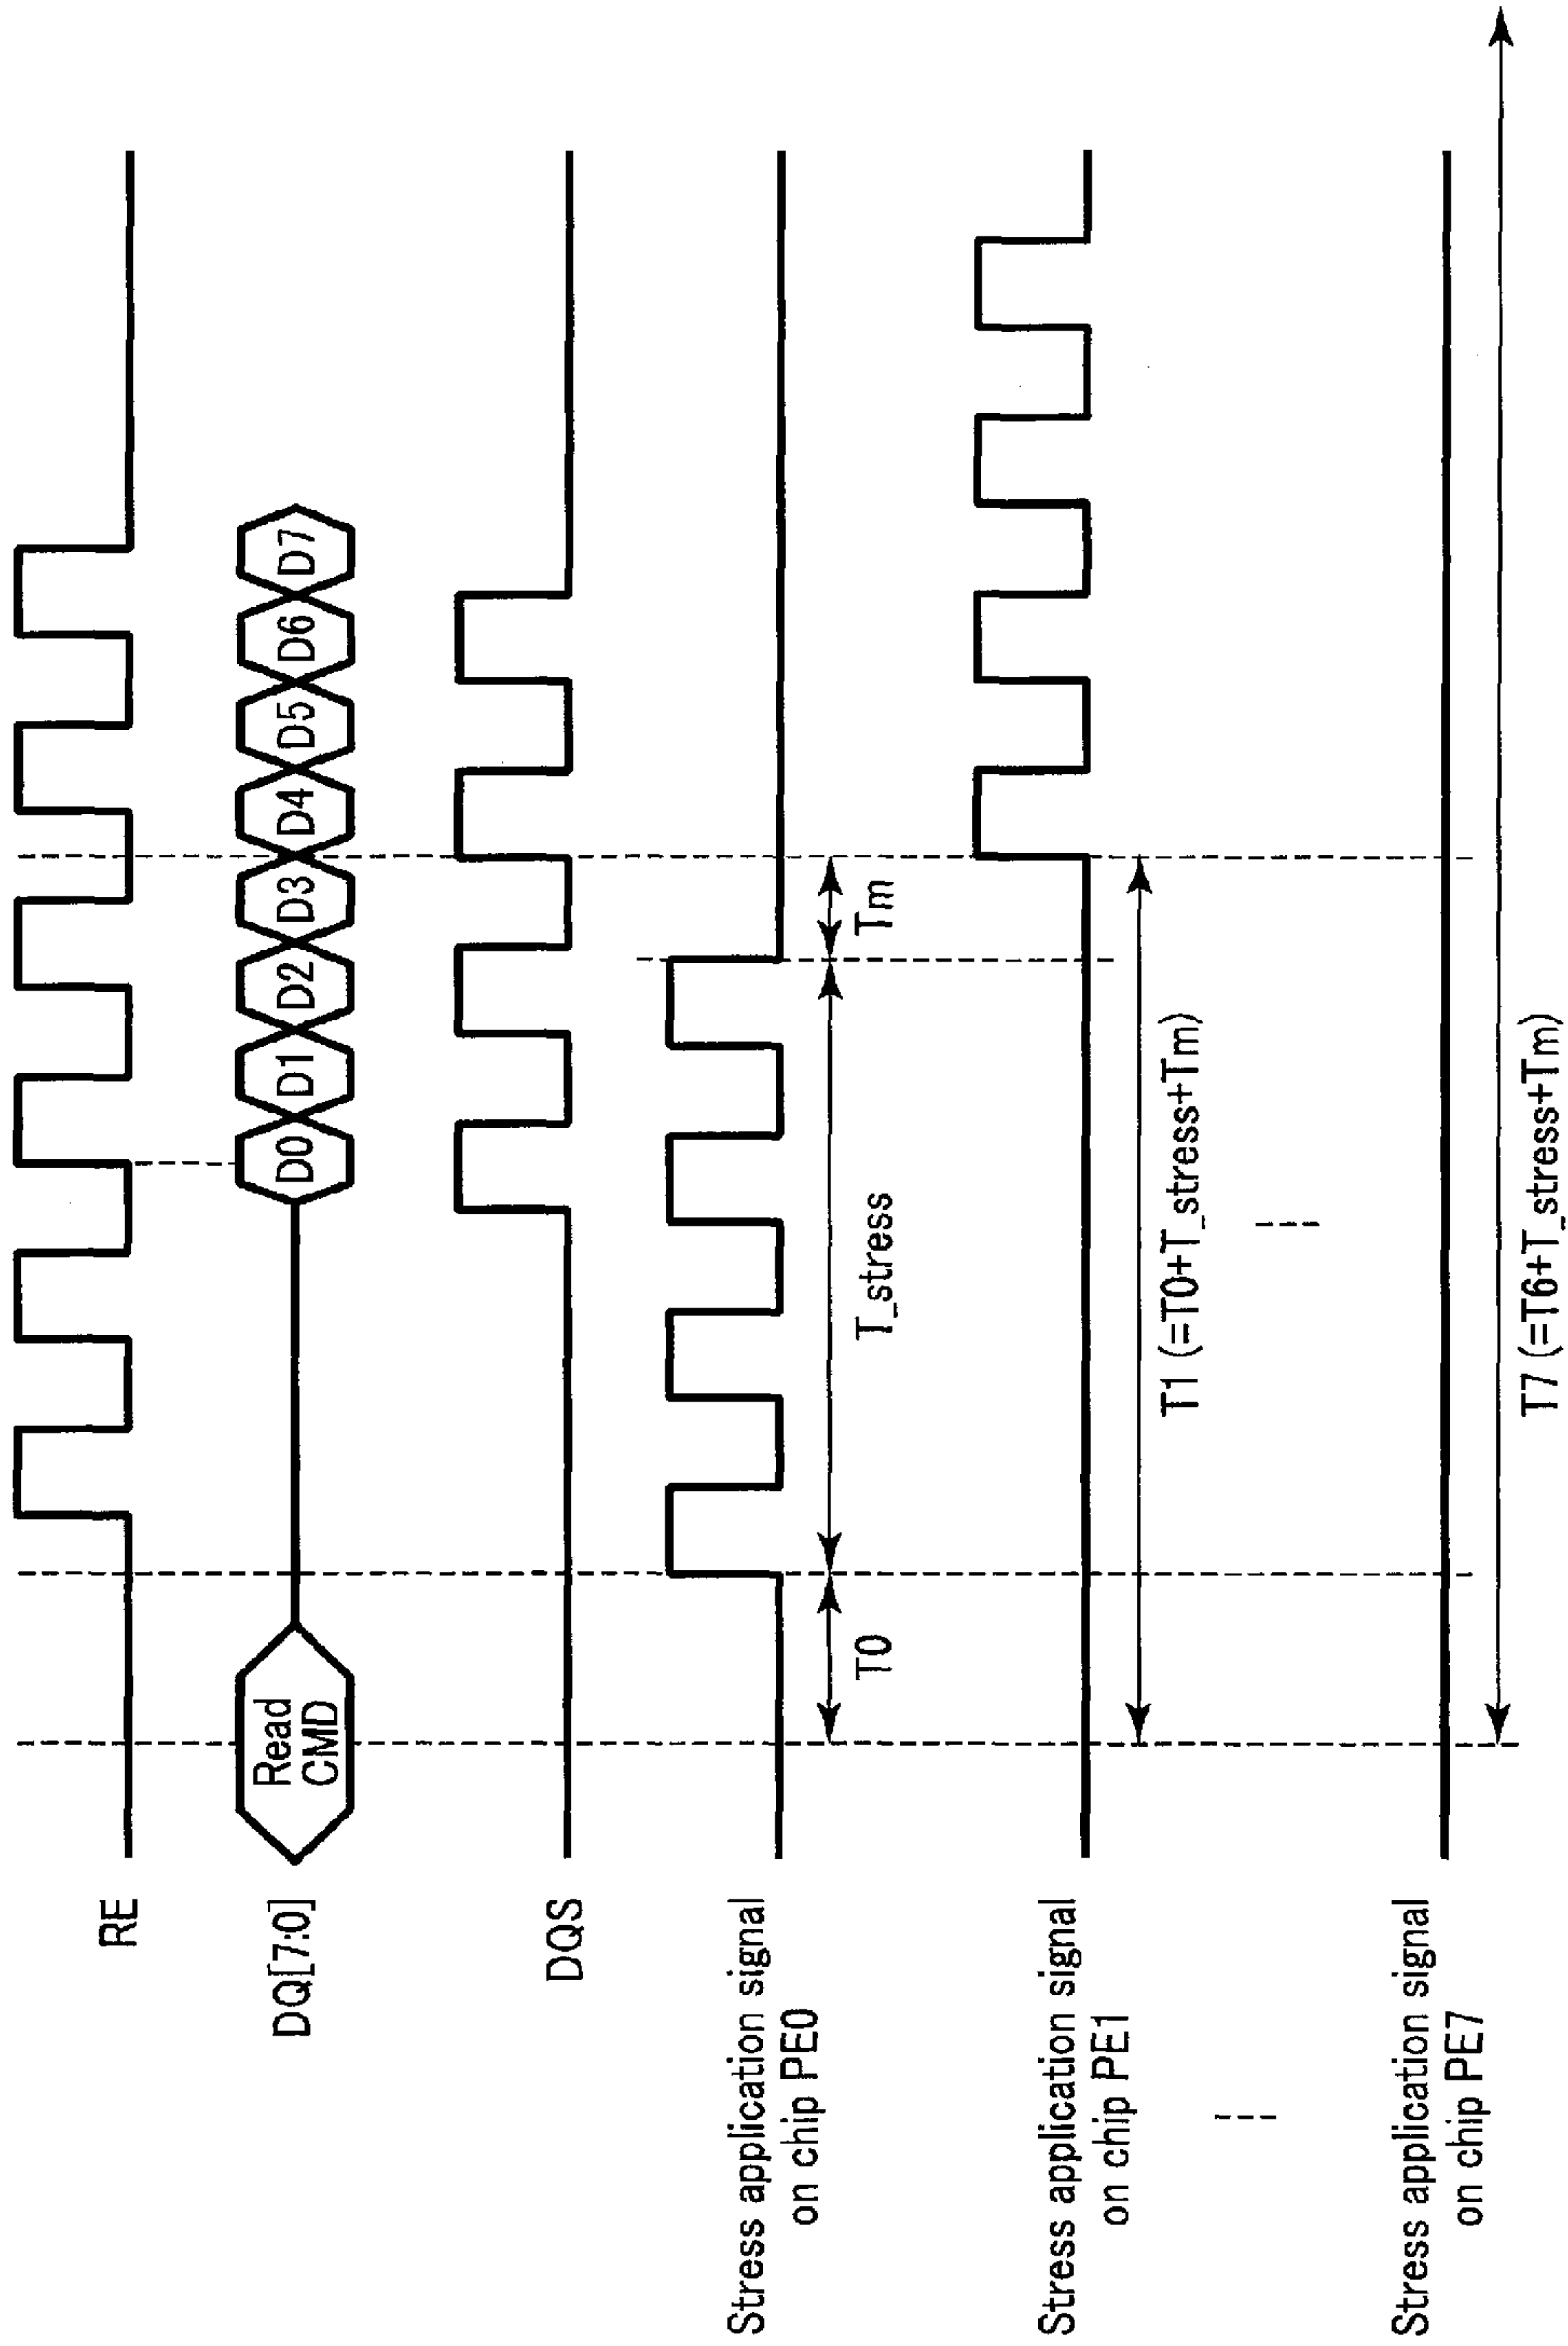 RE
DQ[7:0]
Read
CMD
D0
D1
D2
D3
D4
D5
D6
D7
DQS
Stress application signal
on chip PE0
T0
T_stress
Tm
Stress application signal
on chip PE1
T1 (=T0+T_stress+Tm)
Stress application signal
on chip PE7
T7 (=T6+T_stress+Tm)